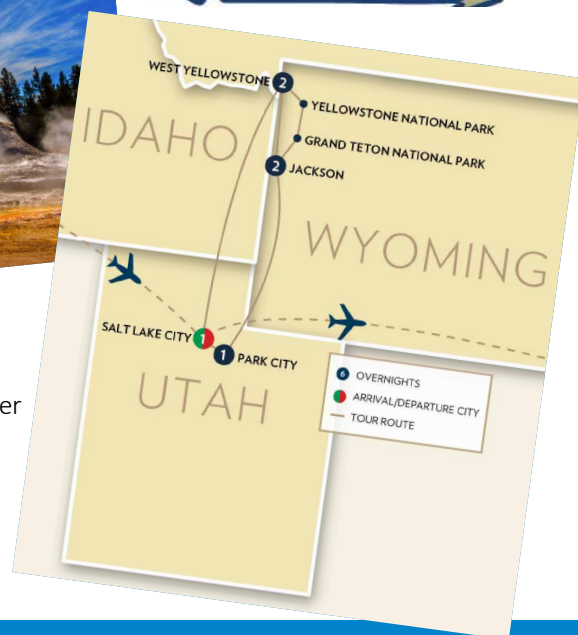 WEST YELLOWSTONE 2
YELLOWSTONE NATIONAL PARK
IDAHO
GRAND TETON NATIONAL PARK
2 JACKSON
WYOMING
SALT LAKE CITY 1
1 PARK CITY
UTAH
6 OVERNIGHTS
ARRIVAL/DEPARTURE CITY
TOUR ROUTE
er